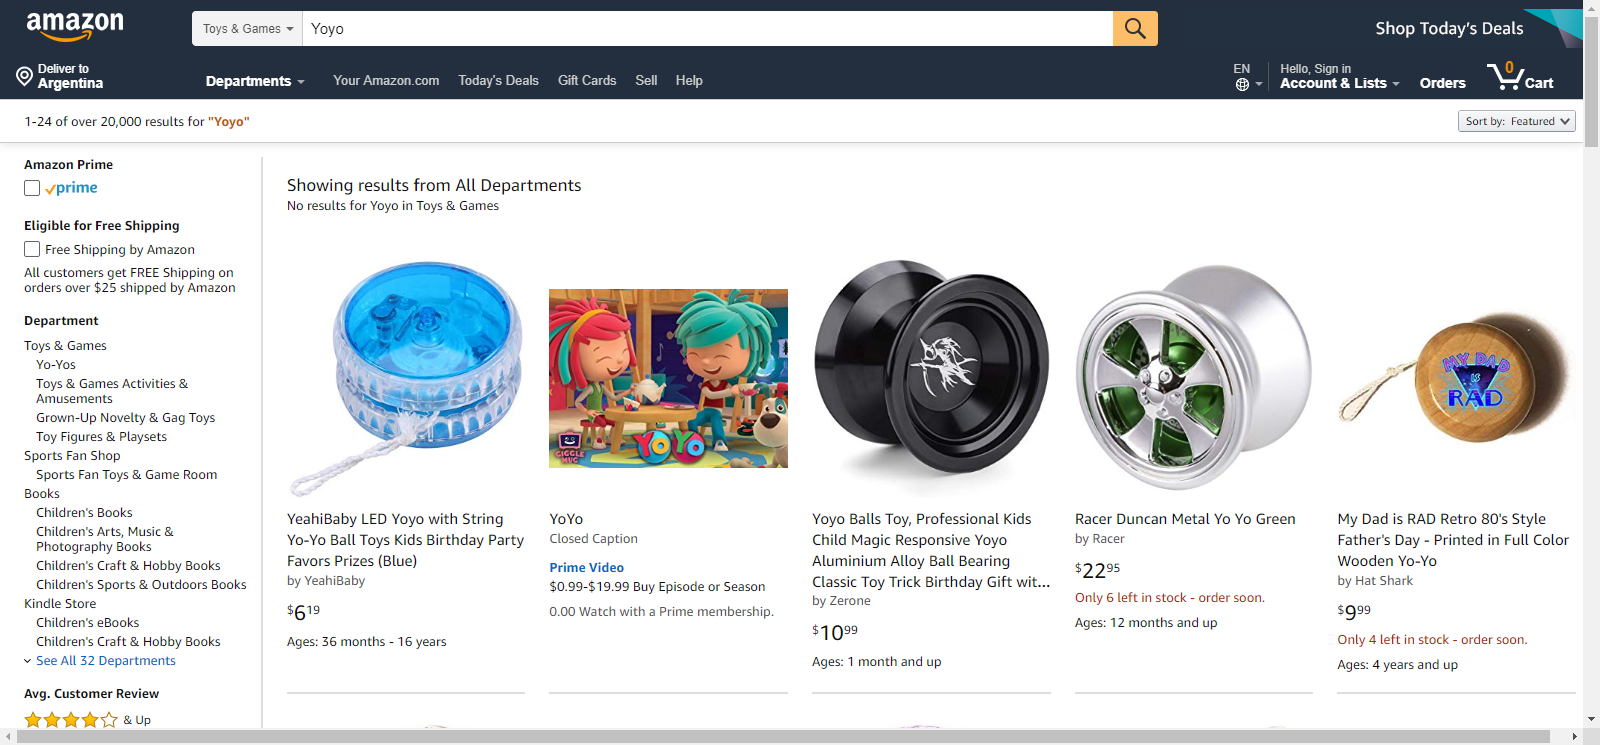 amazon
Toys & Games
Yoyo
Shop Today's Deals
Deliver to
Argentina
Departments
Your Amazon.com
Today's Deals
Gift Cards
Sell
Help
EN
Hello, Sign in
Account & Lists
Orders
0
Cart
1-24 of over 20,000 results for "Yoyo"
Sort by: Featured
Amazon Prime
prime
Eligible for Free Shipping
Free Shipping by Amazon
All customers get FREE Shipping on
orders over $25 shipped by Amazon
Department
Toys & Games
Yo-Yos
Toys & Games Activities &
Amusements
Grown-Up Novelty & Gag Toys
Toy Figures & Playsets
Sports Fan Shop
Sports Fan Toys & Game Room
Books
Children's Books
Children's Arts, Music &
Photography Books
Children's Craft & Hobby Books
Children's Sports & Outdoors Books
Kindle Store
Children's eBooks
Children's Craft & Hobby Books
See All 32 Departments
Avg. Customer Review
& Up
Showing results from All Departments
No results for Yoyo in Toys & Games
YeahiBaby LED Yoyo with String
Yo-Yo Ball Toys Kids Birthday Party
Favors Prizes (Blue)
by YeahiBaby
$6 19
Ages: 36 months - 16 years
GIGGLE
MUG
YOYO
YoYo
Closed Caption
Prime Video
$0.99-$19.99 Buy Episode or Season
0.00 Watch with a Prime membership.
Yoyo Balls Toy, Professional Kids
Child Magic Responsive Yoyo
Aluminium Alloy Ball Bearing
Classic Toy Trick Birthday Gift wit...
by Zerone
$10 99
Ages: 1 month and up
Racer Duncan Metal Yo Yo Green
by Racer
$22 95
Only 6 left in stock - order soon.
Ages: 12 months and up
MY DAD
IS
RAD
My Dad is RAD Retro 80's Style
Father's Day - Printed in Full Color
Wooden Yo-Yo
by Hat Shark
$9 99
Only 4 left in stock - order soon.
Ages: 4 years and up